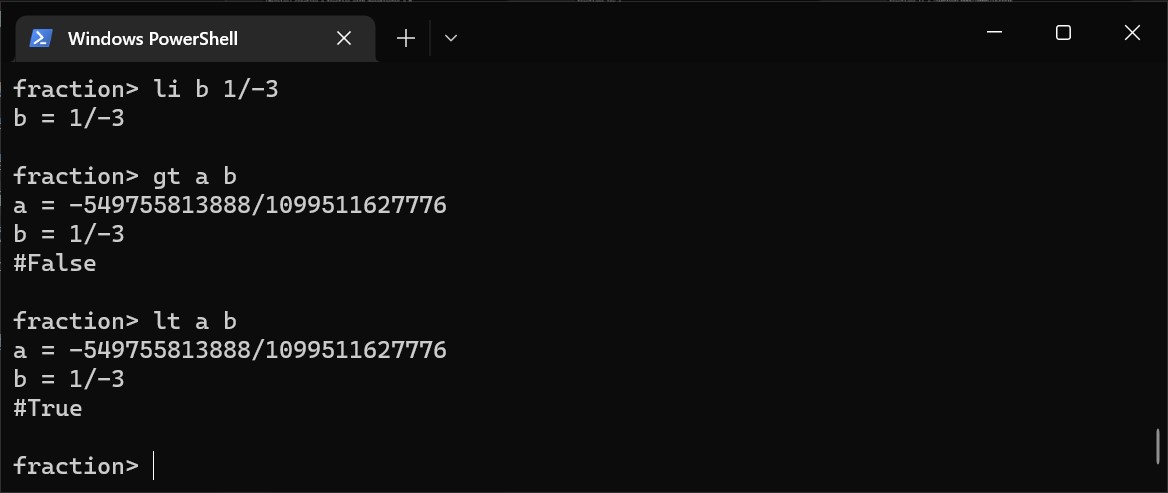 Windows PowerShell
fraction> li b 1/-3
b = 1/-3
fraction> gt a b
a = -549755813888/1099511627776
b = 1/-3
#False
fraction> lt a b
a = -549755813888/1099511627776
b = 1/-3
#True
fraction>